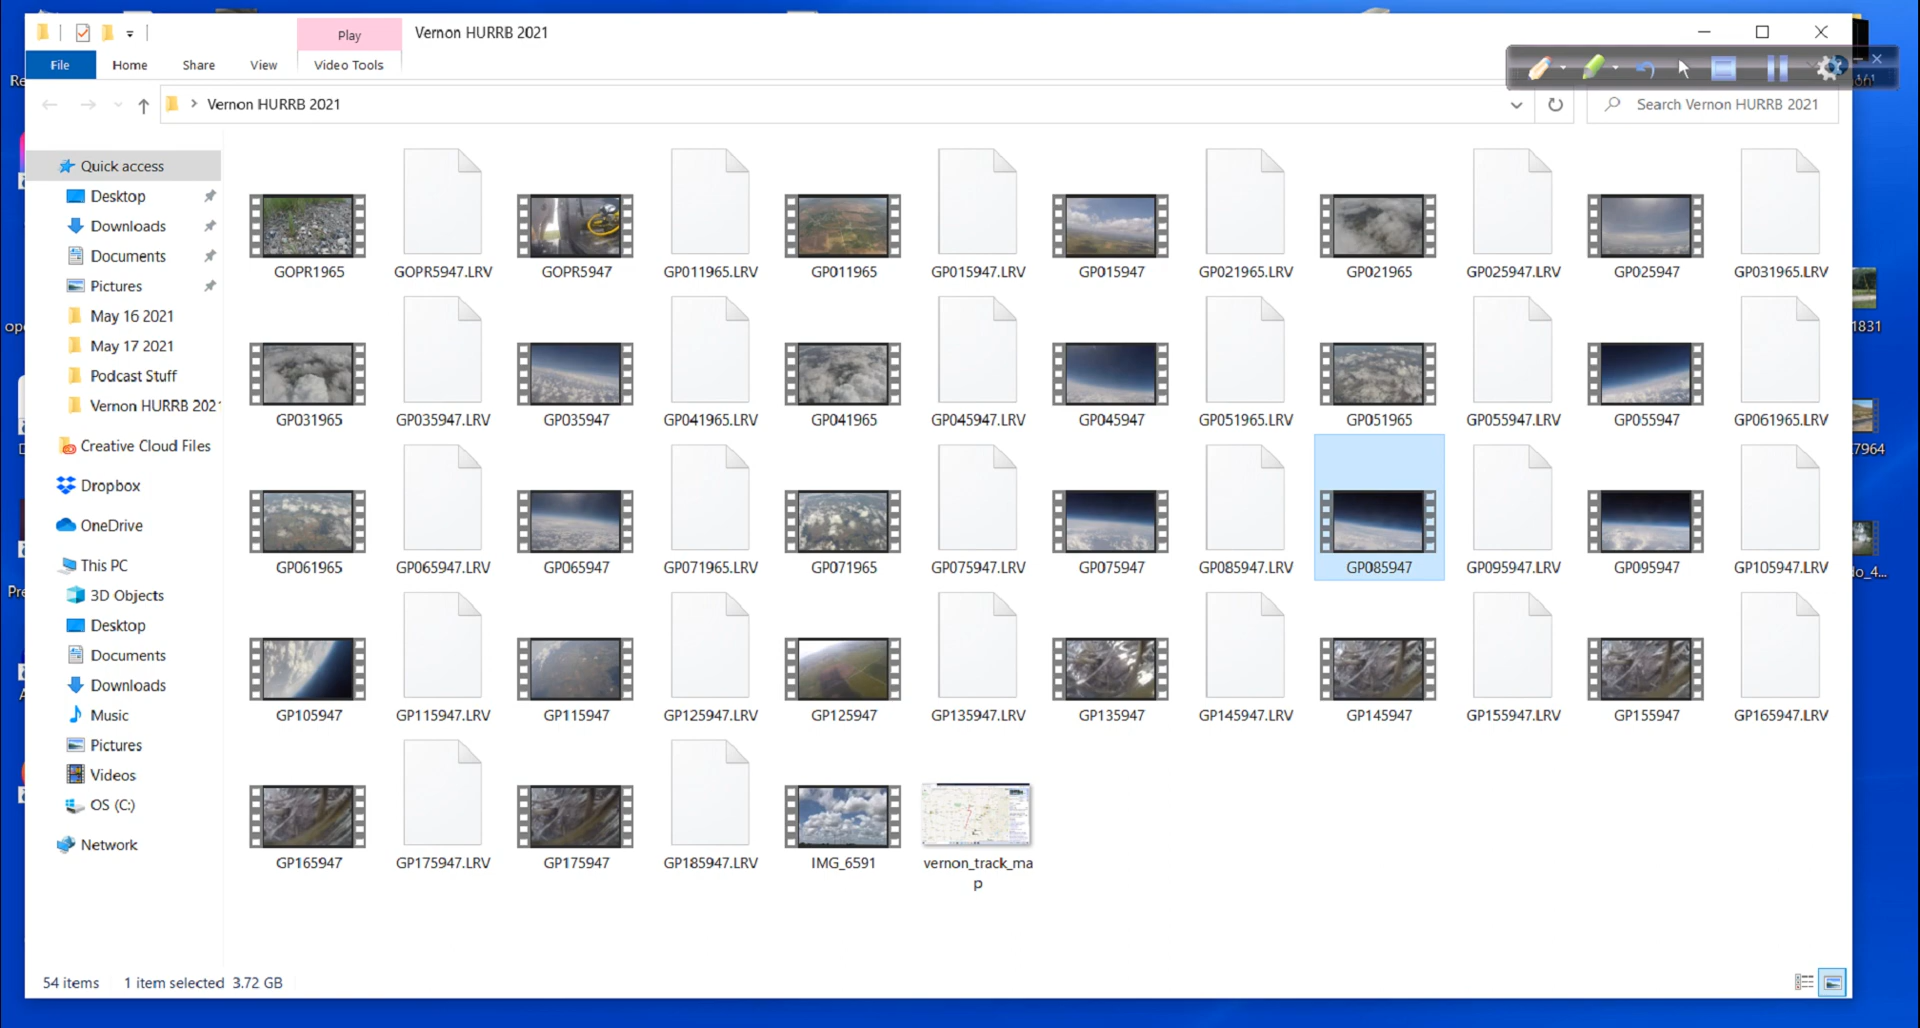 Play
Vernon HURRB 2021
File
Home
Share
View
Video Tools
Vernon HURRB 2021
Search Vernon HURRB 2021
Quick access
Desktop
Downloads
Documents
Pictures
May 16 2021
May 17 2021
Podcast Stuff
Vernon HURRB 202
Creative Cloud Files
Dropbox
OneDrive
This PC
3D Objects
Desktop
Documents
Downloads
Music
Pictures
Videos
OS (C:)
Network
GOPR1965
GOPR5947.LRV
GOPR5947
GP011965.LRV
GP011965
GP015947.LRV
GP015947
GP021965.LRV
GP021965
GP025947.LRV
GP025947
GP031965.LRV
GP031965
GP035947.LRV
GP035947
GP041965.LRV
GP041965
GP045947.LRV
GP045947
GP051965.LRV
GP051965
GP055947.LRV
GP055947
GP061965.LRV
GP061965
GP065947.LRV
GP065947
GP071965.LRV
GP071965
GP075947.LRV
GP075947
GP085947.LRV
GP085947
GP095947.LRV
GP095947
GP105947.LRV
GP105947
GP115947.LRV
GP115947
GP125947.LRV
GP125947
GP135947.LRV
GP135947
GP145947.LRV
GP145947
GP155947.LRV
GP155947
GP165947.LRV
GP165947
GP175947.LRV
GP175947
GP185947.LRV
IMG_6591
vernon_track_ma
p
54 items
1 item selected 3.72 GB
Re
ope
Pre
1831
7964
lo_4...